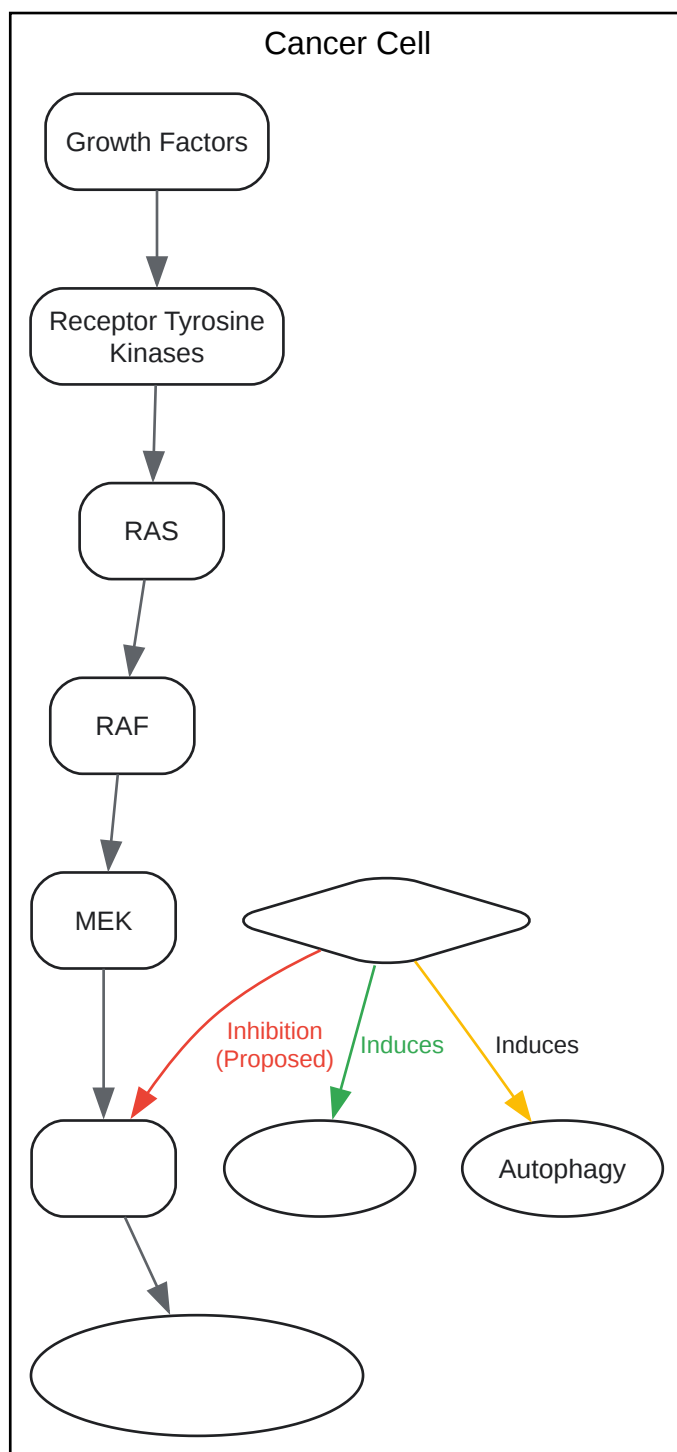 Cancer Cell
Growth Factors
Receptor Tyrosine
Kinases
RAS
RAF
MEK
Inhibition
(Proposed)
Induces
Induces
Autophagy